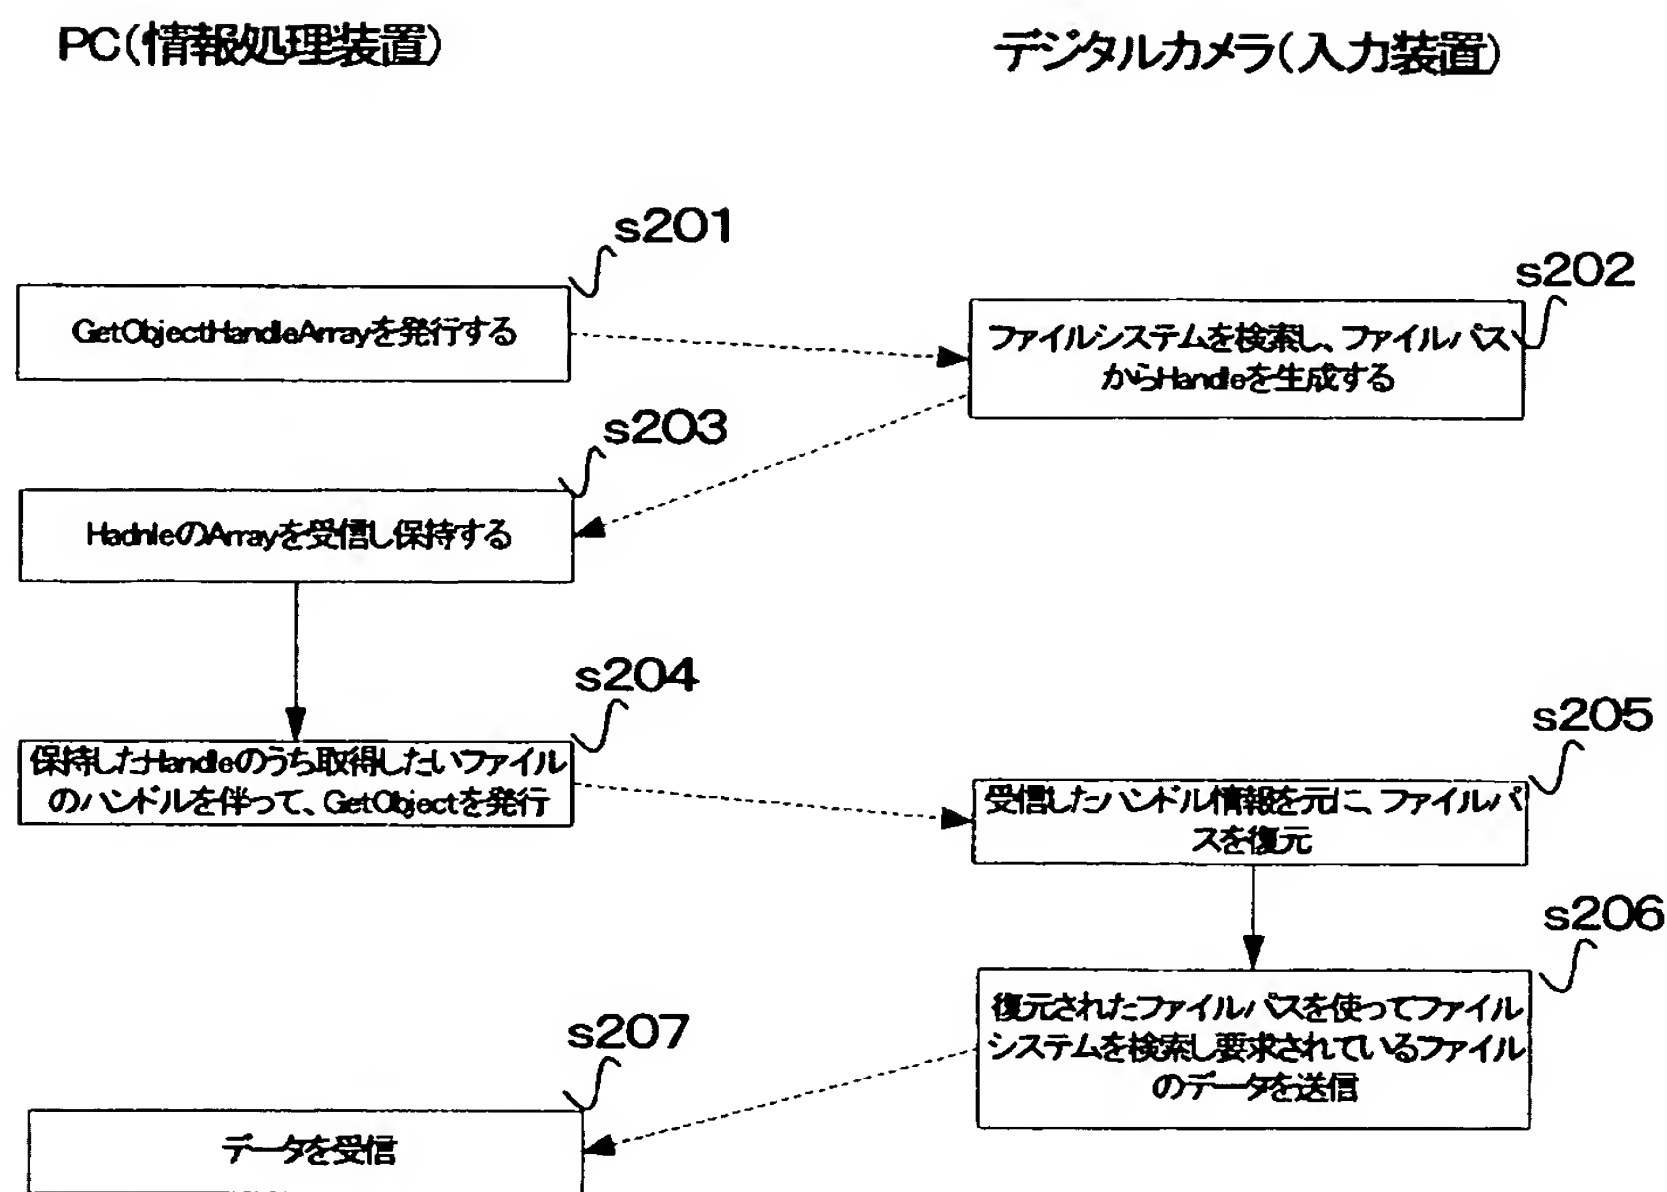 PC(情報処理装置)
デジタルカメラ(入力装置)
s201
GetObjectHandleArrayを発行する
s202
ファイルシステムを検索し、ファイルパス
からHandleを生成する
s203
HadnleのArrayを受信し保持する
s204
保持したHandleのうち取得したいファイル
のハンドルを伴って、GetObjectを発行
s205
受信したハンドル情報を元に、ファイルパ
スを復元
s206
復元されたファイルパスを使ってファイル
システムを検索し要求されているファイル
のデータを送信
s207
データを受信